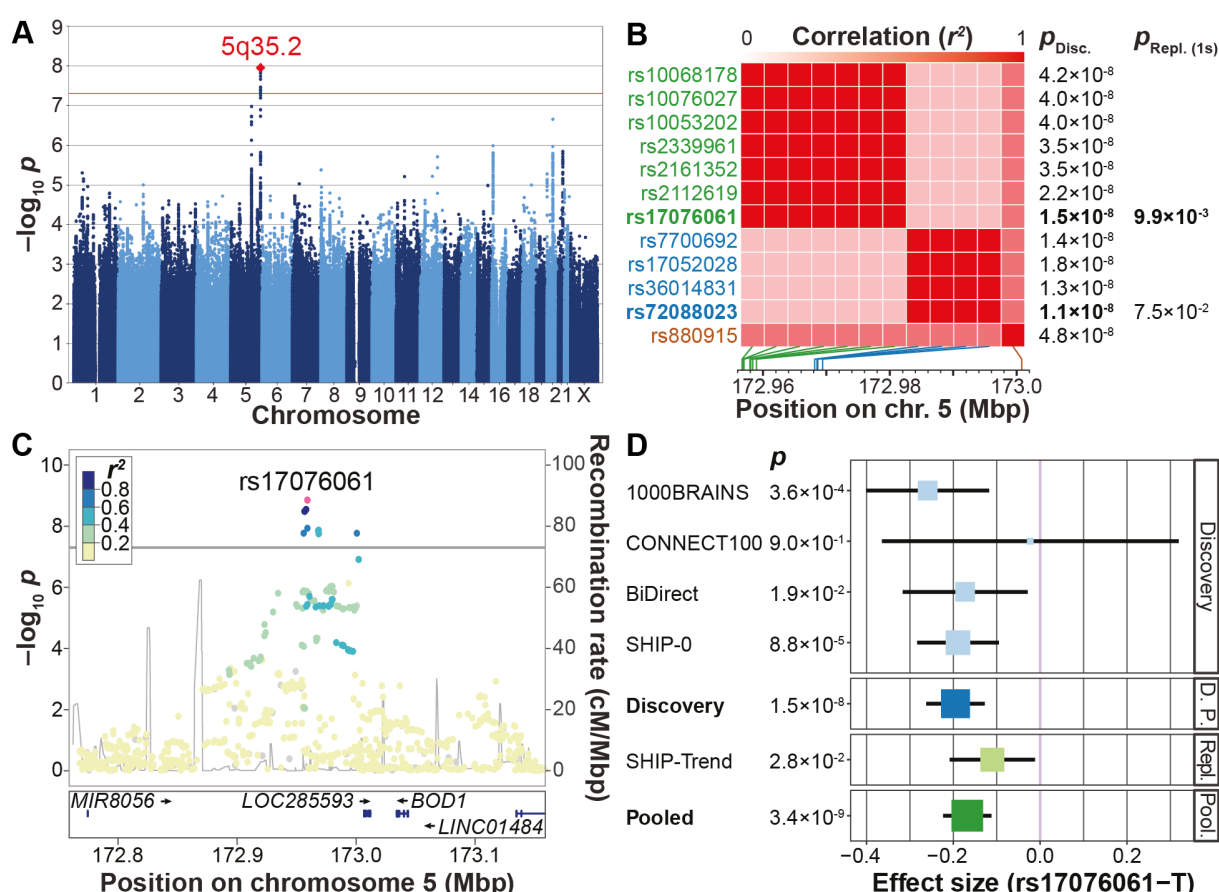 A
5q35.2
9
8
7
6
5
4
3
2
1
0
−log10 p
1 2 3 4 5 6 7 8 9 10 11 12 14 16 18 21 X
Chromosome
B
0 Correlation (r²) 1 pDisc. pRepl. (1s)
rs10068178 4.2×10⁻⁸
rs10076027 4.0×10⁻⁸
rs10053202 4.0×10⁻⁸
rs2339961 3.5×10⁻⁸
rs2161352 3.5×10⁻⁸
rs2112619 2.2×10⁻⁸
rs17076061 1.5×10⁻⁸ 9.9×10⁻³
rs7700692 1.4×10⁻⁸
rs17052028 1.8×10⁻⁸
rs36014831 1.3×10⁻⁸
rs72088023 1.1×10⁻⁸ 7.5×10⁻²
rs880915 4.8×10⁻⁸
172.96 172.98 173.0
Position on chr. 5 (Mbp)
C
r²
0.8
0.6
0.4
0.2
rs17076061
10
8
6
4
2
0
−log10 p
100
80
60
40
20
0
Recombination rate (cM/Mbp)
MIR8056 LOC285593 BOD1
LINC01484
172.8 172.9 173.0 173.1
Position on chromosome 5 (Mbp)
D
p
1000BRAINS 3.6×10⁻⁴
CONNECT100 9.0×10⁻¹
BiDirect 1.9×10⁻²
SHIP-0 8.8×10⁻⁵
Discovery
Discovery 1.5×10⁻⁸ D. P.
SHIP-Trend 2.8×10⁻² Repl.
Pooled 3.4×10⁻⁹ Pool.
−0.4 −0.2 0.0 0.2
Effect size (rs17076061−T)